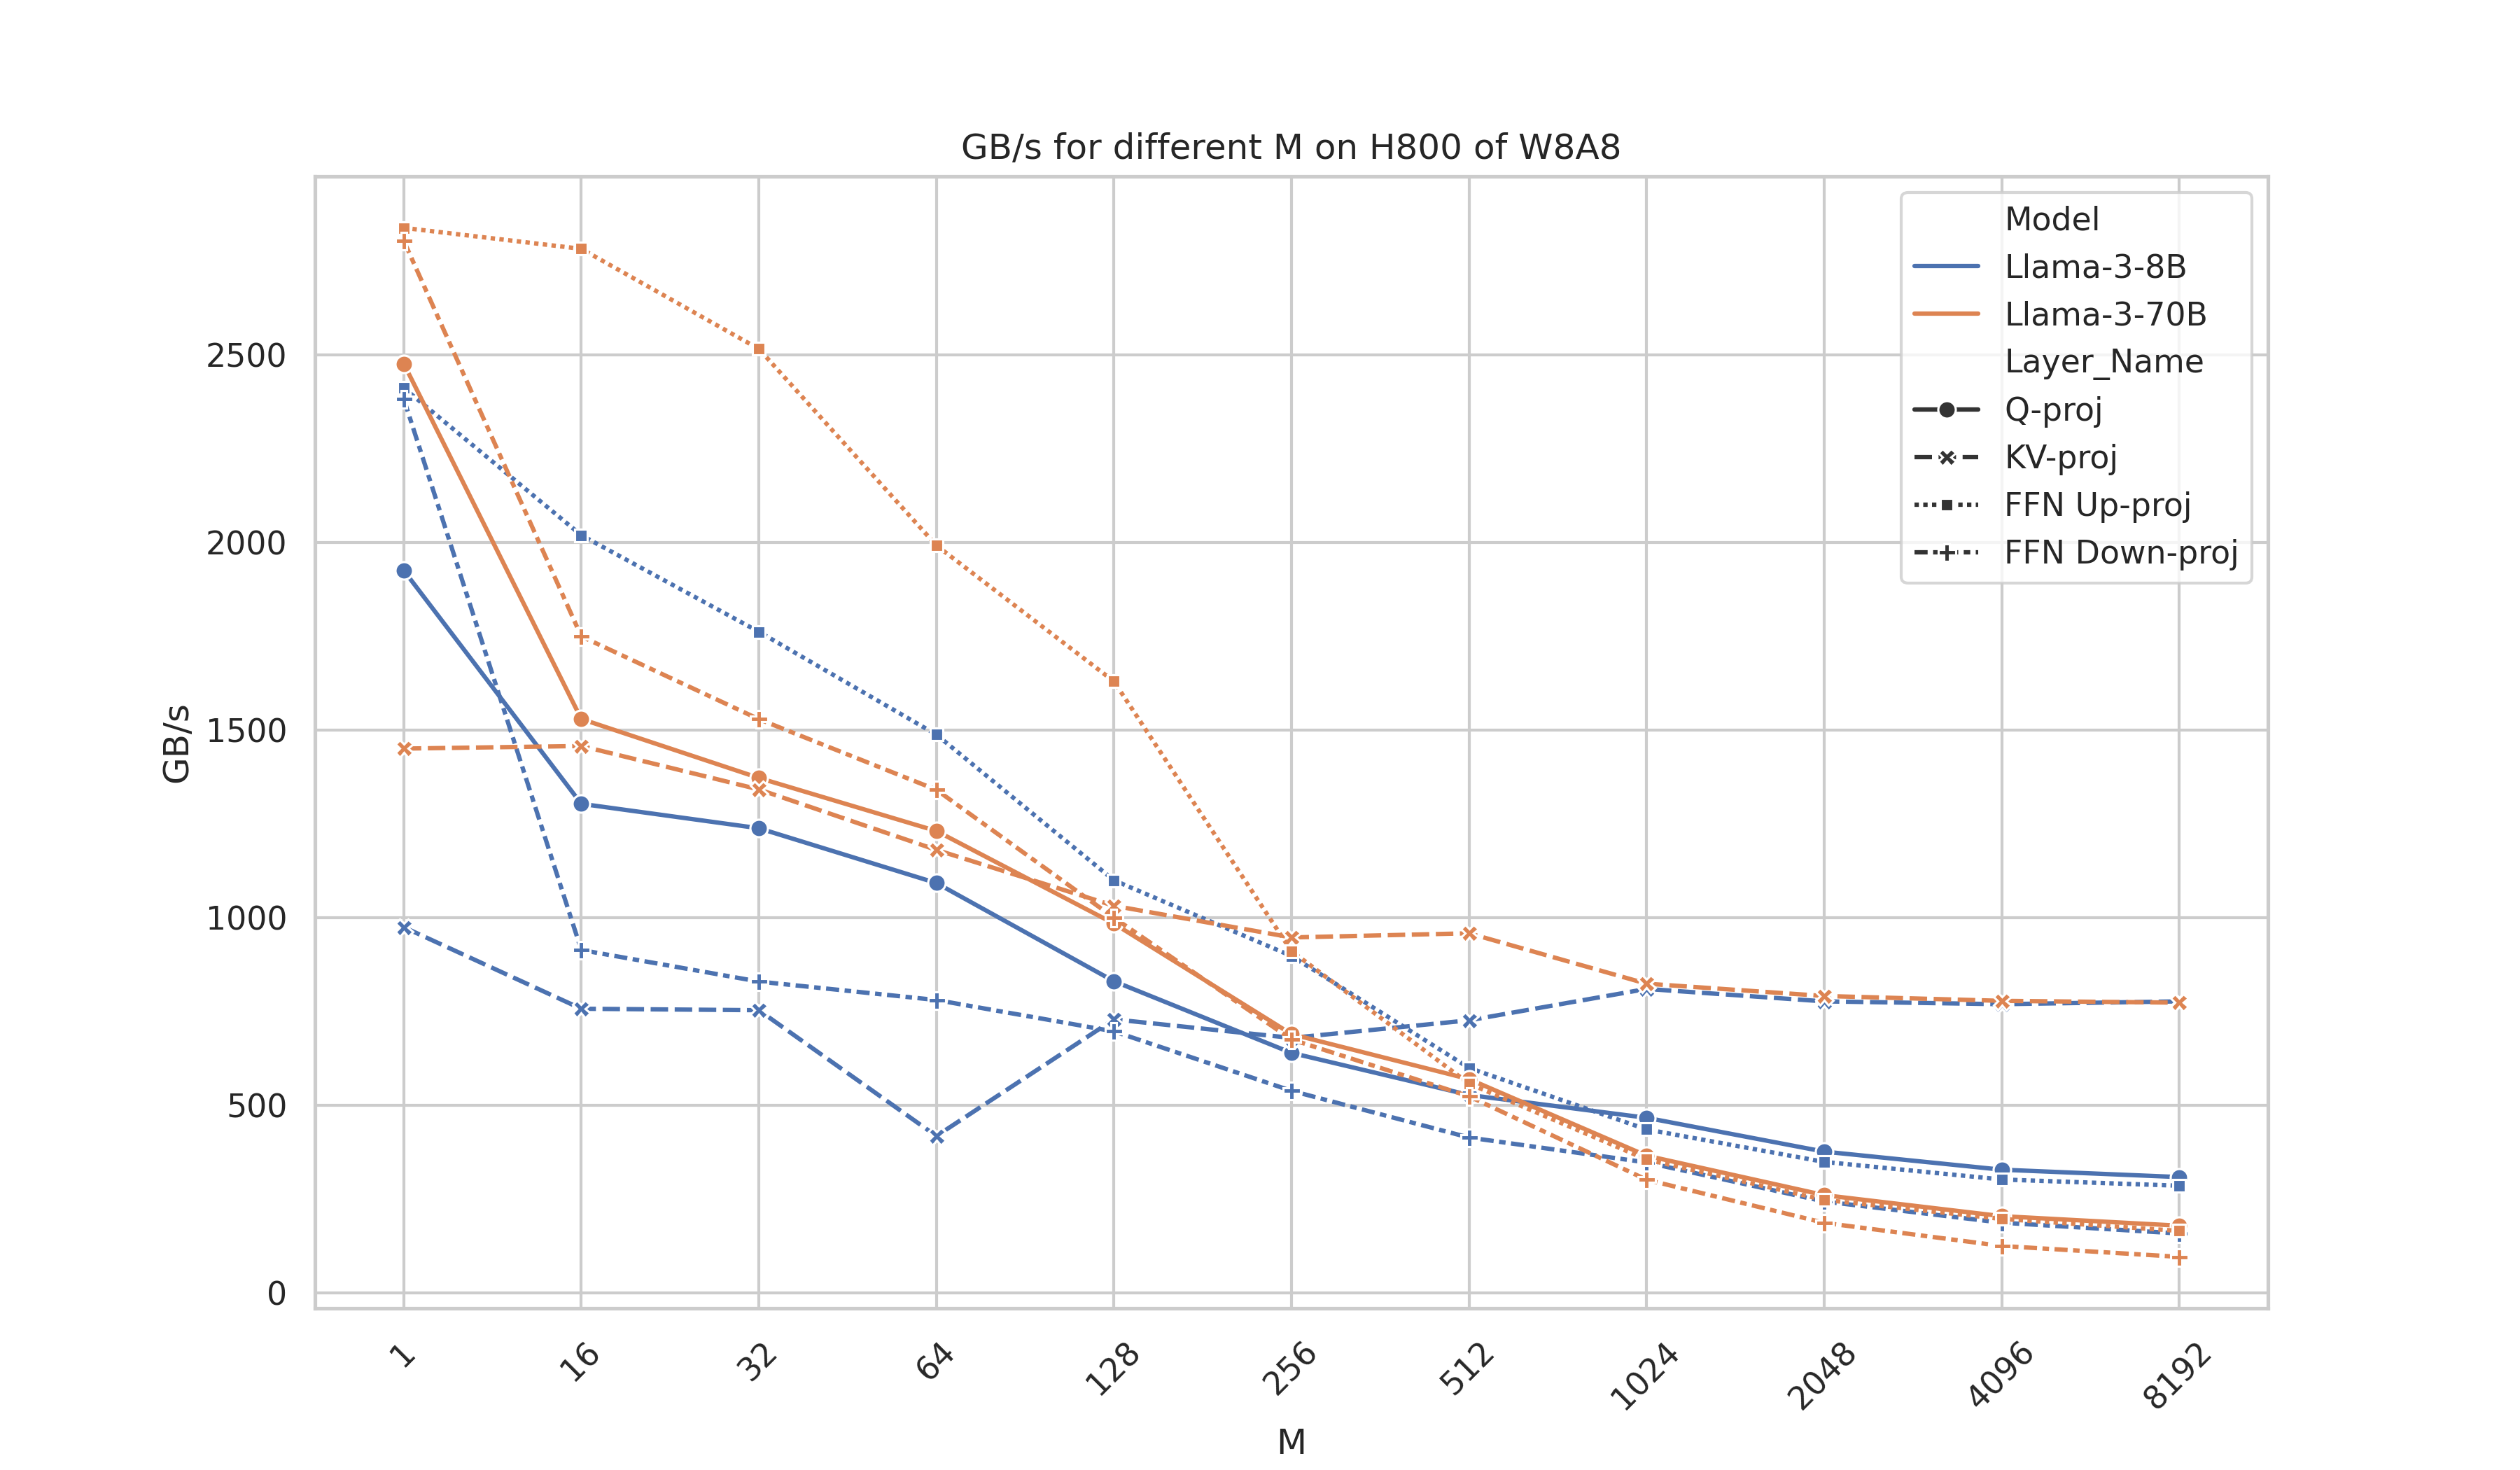 GB/s for different M on H800 of W8A8
Model
Llama-3-8B
Llama-3-70B
Layer_Name
Q-proj
KV-proj
FFN Up-proj
FFN Down-proj
GB/s
2500
2000
1500
1000
500
0
1
16
32
64
128
256
512
1024
2048
4096
8192
M